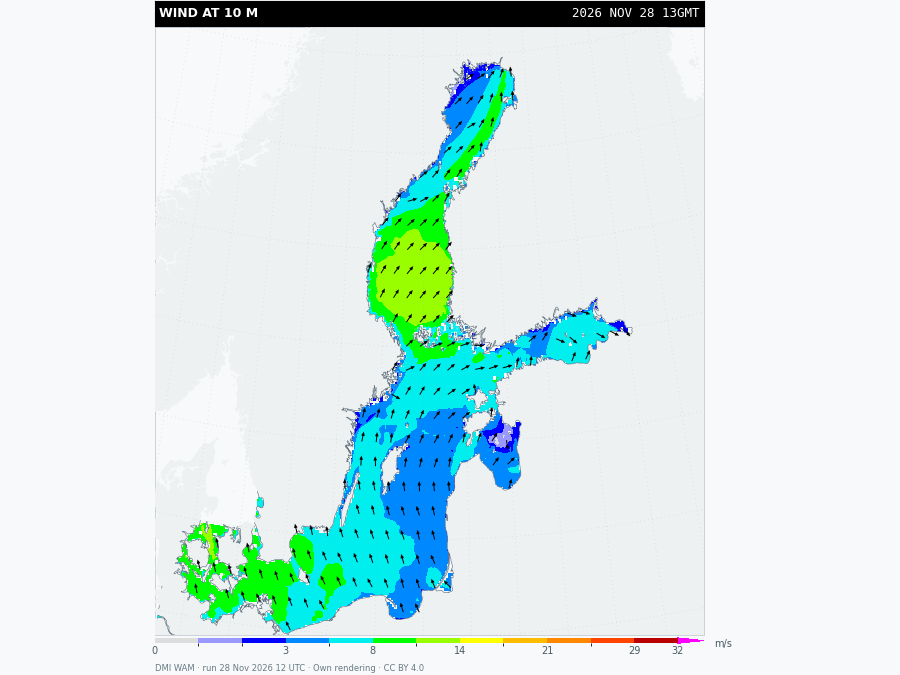 WIND AT 10 M 2026 NOV 28 13GMT
0 3 8 14 21 29 32 m/s
DMI WAM · run 28 Nov 2026 12 UTC · Own rendering · CC BY 4.0